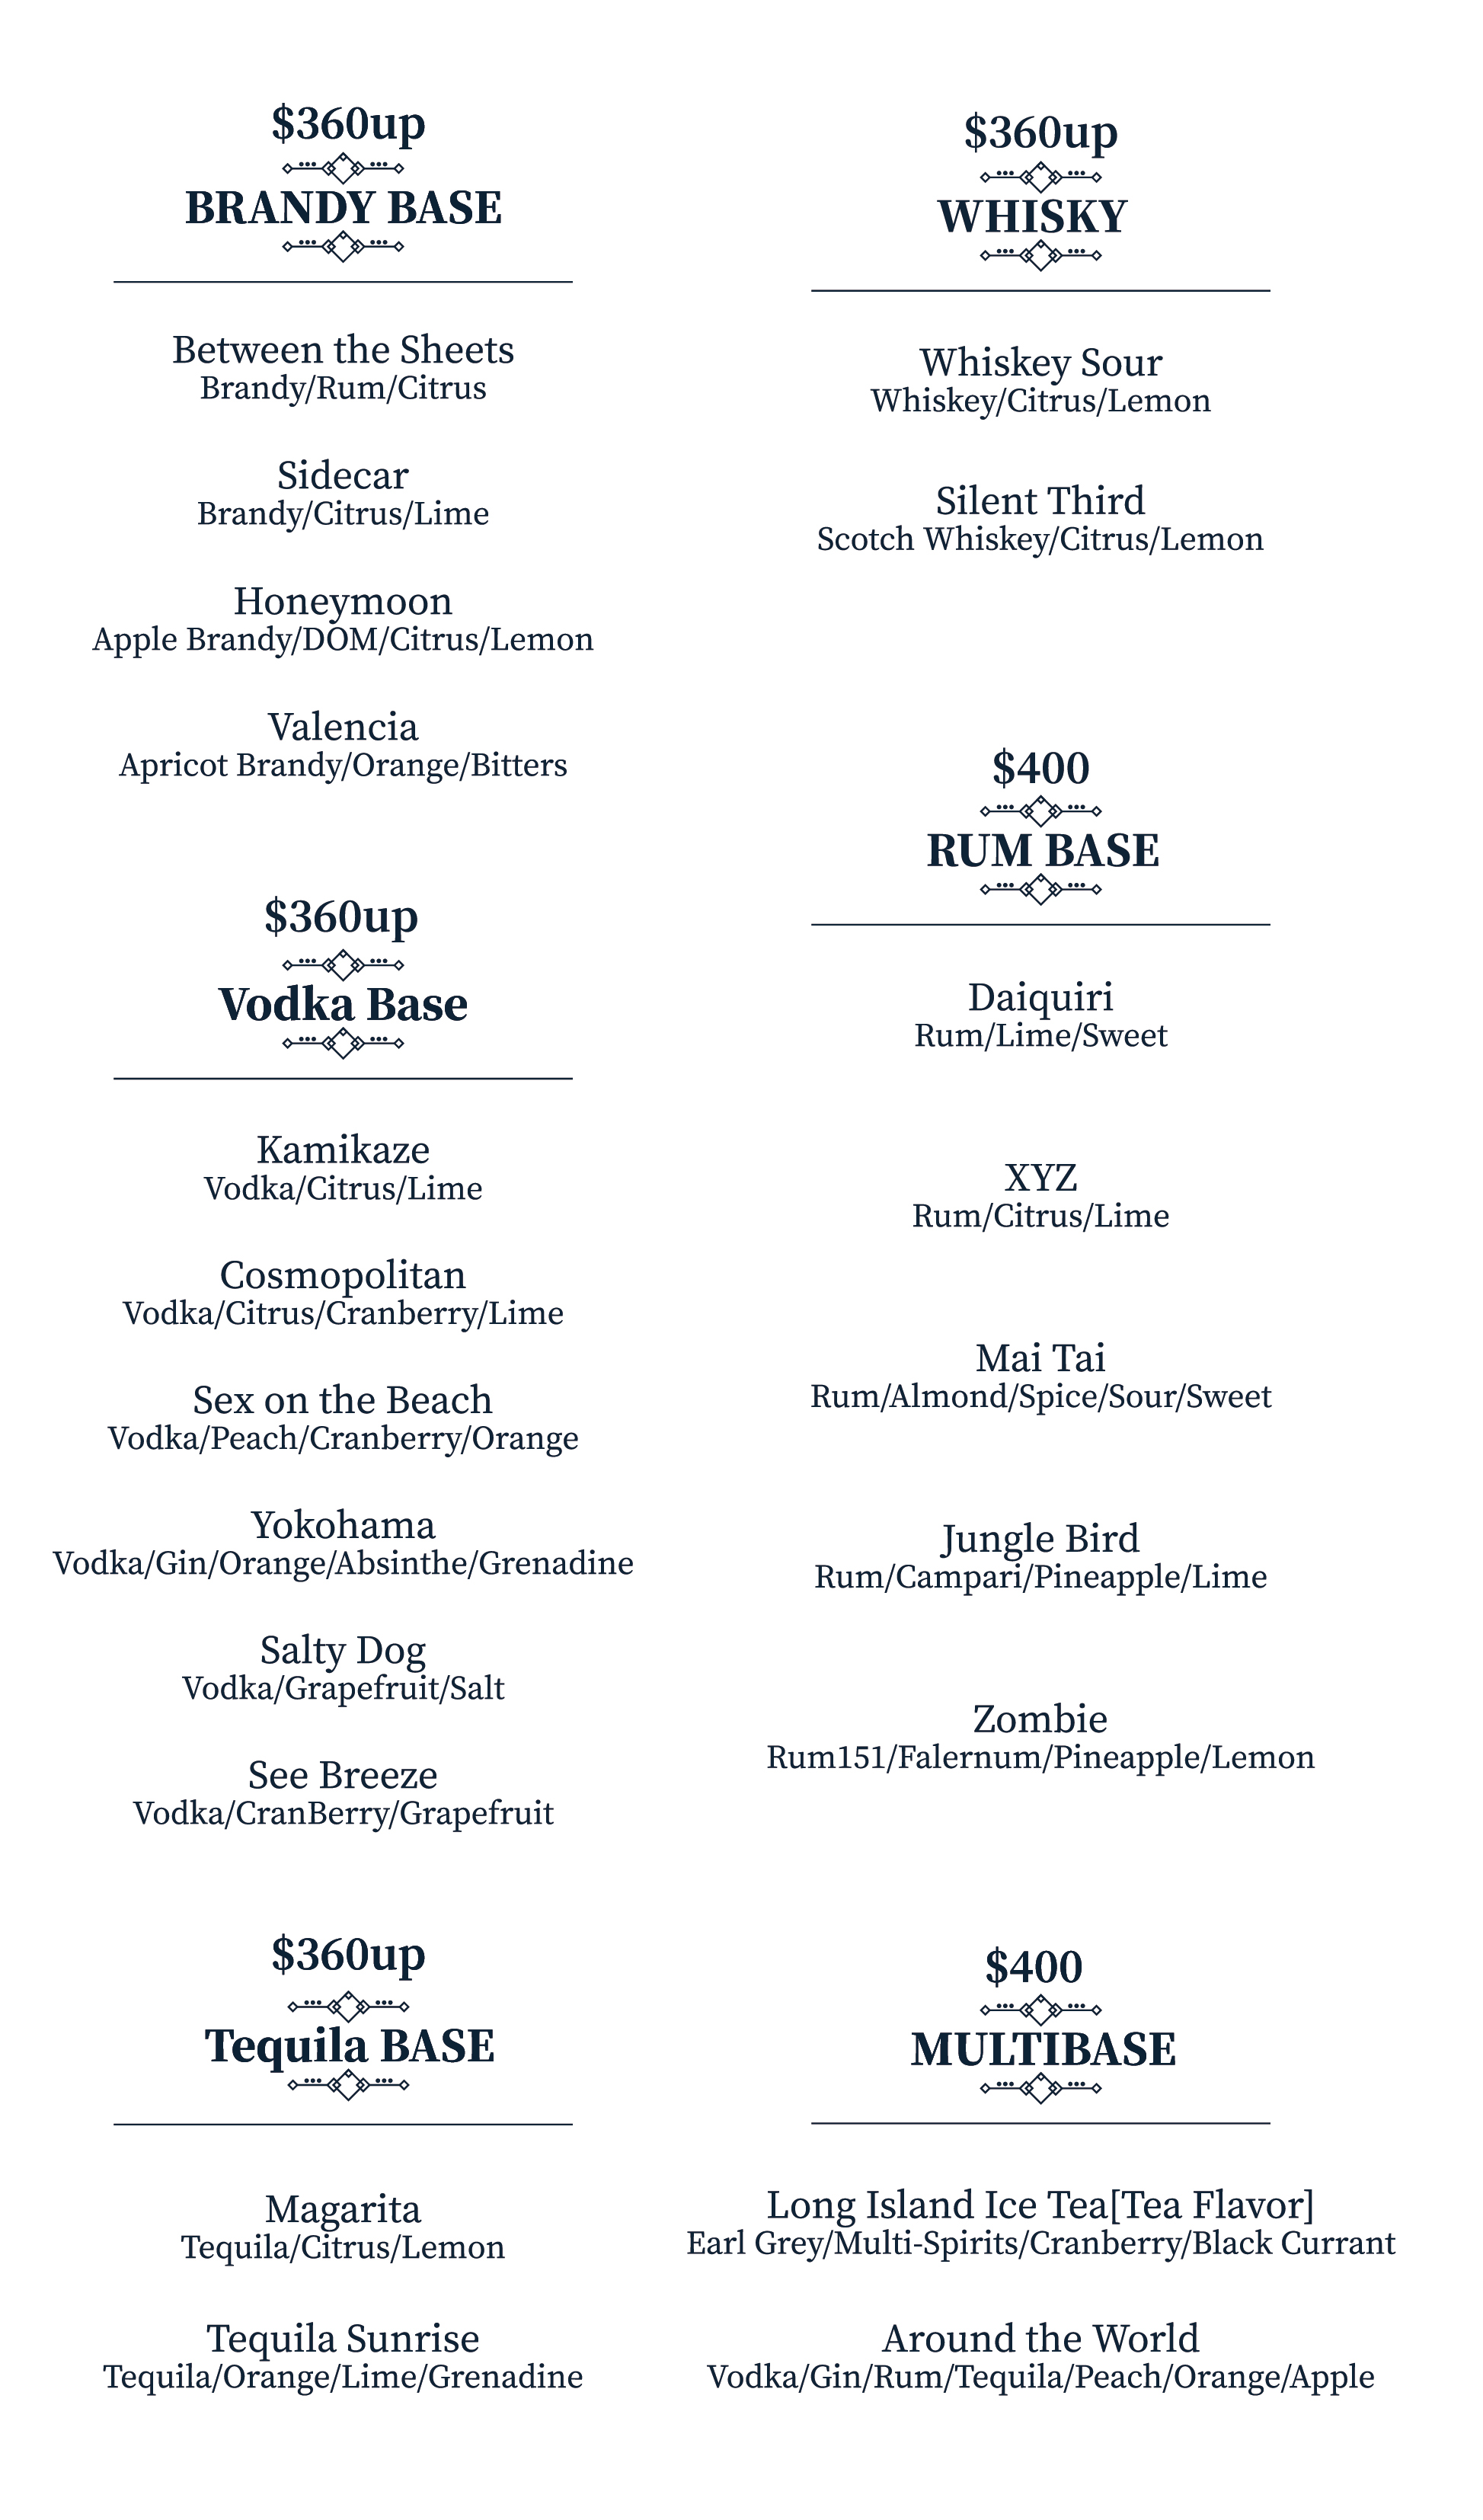 $360up
BRANDY BASE
Between the Sheets
Brandy/Rum/Citrus
Sidecar
Brandy/Citrus/Lime
Honeymoon
Apple Brandy/DOM/Citrus/Lemon
Valencia
Apricot Brandy/Orange/Bitters
$360up
Vodka Base
Kamikaze
Vodka/Citrus/Lime
Cosmopolitan
Vodka/Citrus/Cranberry/Lime
Sex on the Beach
Vodka/Peach/Cranberry/Orange
Yokohama
Vodka/Gin/Orange/Absinthe/Grenadine
Salty Dog
Vodka/Grapefruit/Salt
See Breeze
Vodka/CranBerry/Grapefruit
$360up
Tequila BASE
Magarita
Tequila/Citrus/Lemon
Tequila Sunrise
Tequila/Orange/Lime/Grenadine
$360up
WHISKY
Whiskey Sour
Whiskey/Citrus/Lemon
Silent Third
Scotch Whiskey/Citrus/Lemon
$400
RUM BASE
Daiquiri
Rum/Lime/Sweet
XYZ
Rum/Citrus/Lime
Mai Tai
Rum/Almond/Spice/Sour/Sweet
Jungle Bird
Rum/Campari/Pineapple/Lime
Zombie
Rum151/Falernum/Pineapple/Lemon
$400
MULTIBASE
Long Island Ice Tea[Tea Flavor]
Earl Grey/Multi-Spirits/Cranberry/Black Currant
Around the World
Vodka/Gin/Rum/Tequila/Peach/Orange/Apple